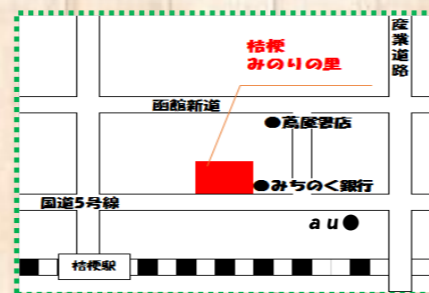 産業道路
桔梗
みのりの里
函館新道
●蔦屋書店
●みちのく銀行
国道5号線
au●
桔梗駅